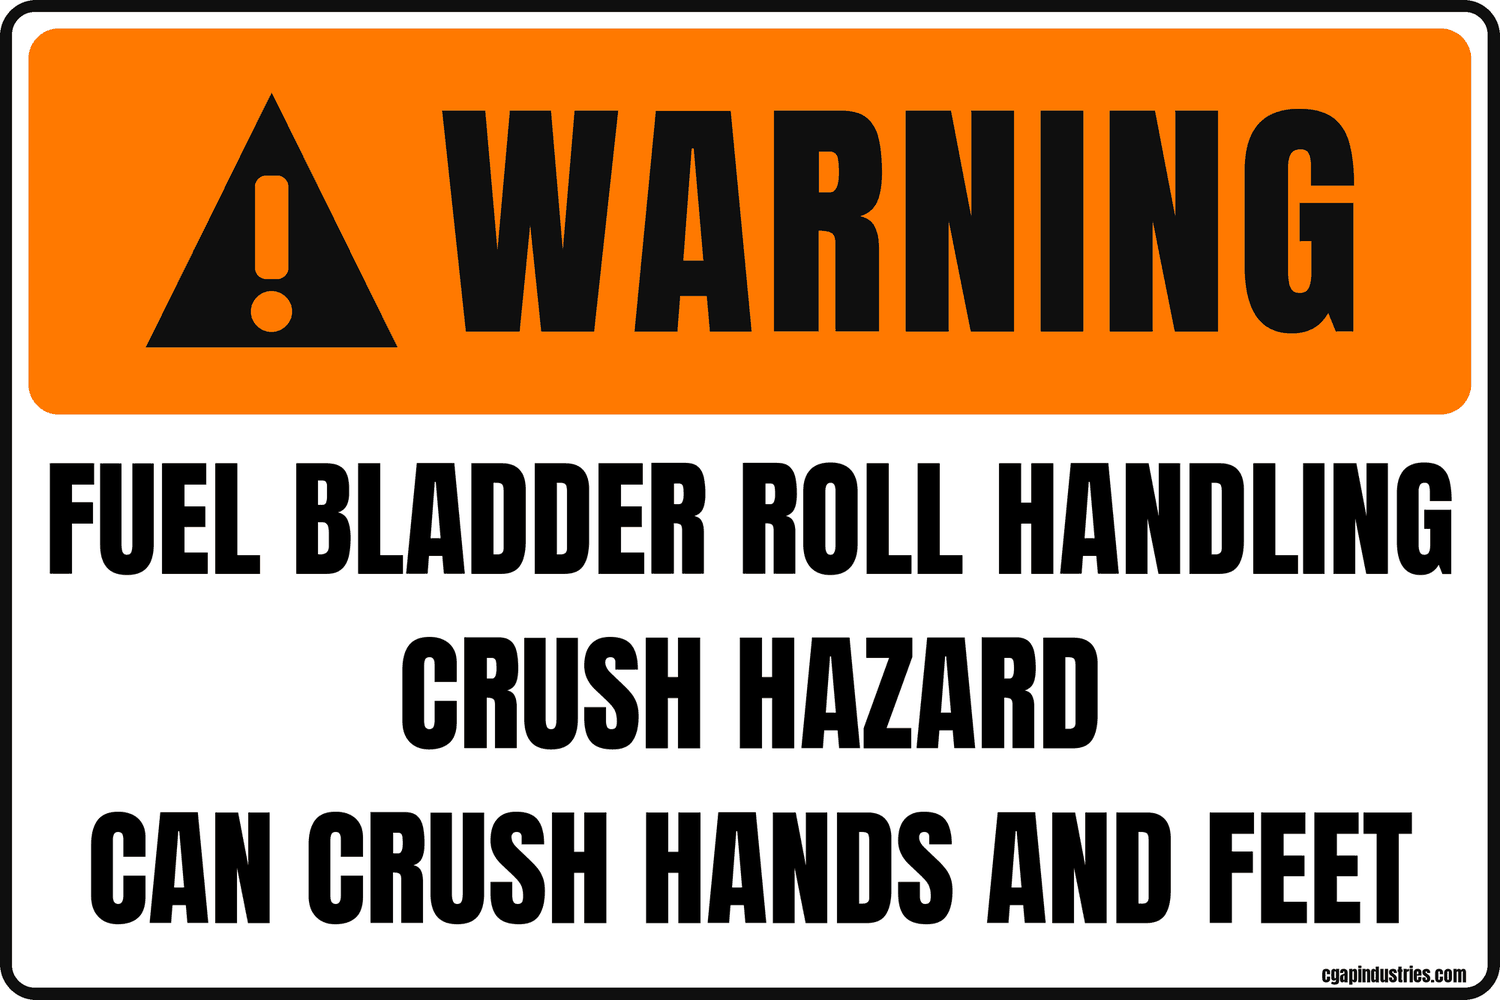 WARNING
FUEL BLADDER ROLL HANDLING
CRUSH HAZARD
CAN CRUSH HANDS AND FEET
cgapindustries.com